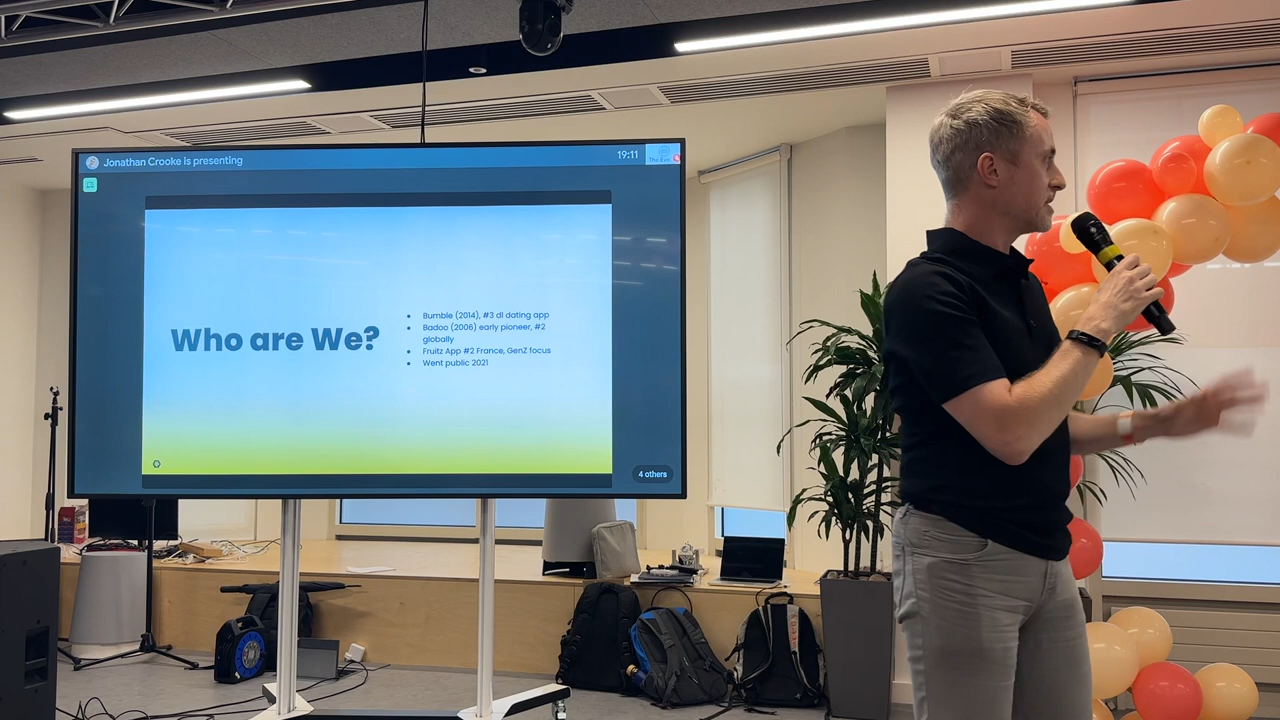 Jonathan Crooke is presenting
19:11
Who are We?
Bumble (2014), #3 dl dating app
Badoo (2006) early pioneer, #2
globally
Fruitz App #2 France, GenZ focus
Went public 2021
4 others